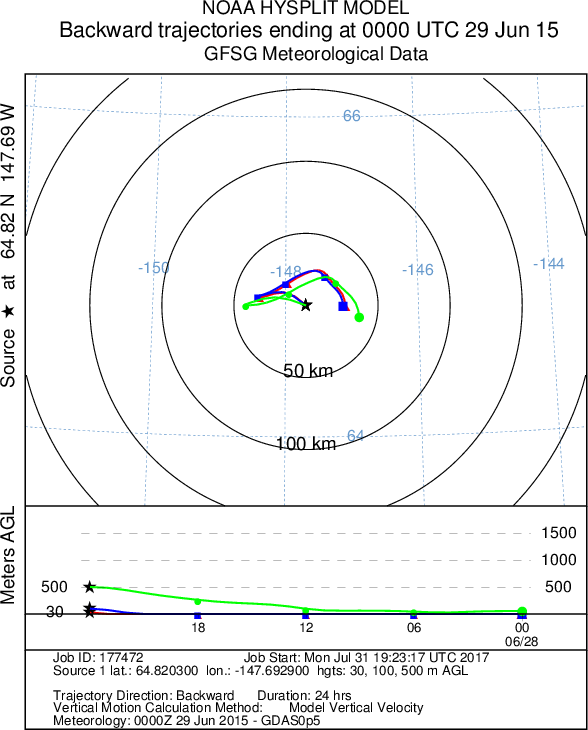 NOAA HYSPLIT MODEL
Backward trajectories ending at 0000 UTC 29 Jun 15
GFSG Meteorological Data
Source ★ at 64.82 N 147.69 W
66
-150
-148
-146
-144
50 km
64
100 km
Meters AGL
1500
1000
500
500
30
18
12
06
00
06/28
Job ID: 177472 Job Start: Mon Jul 31 19:23:17 UTC 2017
Source 1 lat.: 64.820300 lon.: -147.692900 hgts: 30, 100, 500 m AGL
Trajectory Direction: Backward Duration: 24 hrs
Vertical Motion Calculation Method: Model Vertical Velocity
Meteorology: 0000Z 29 Jun 2015 - GDAS0p5